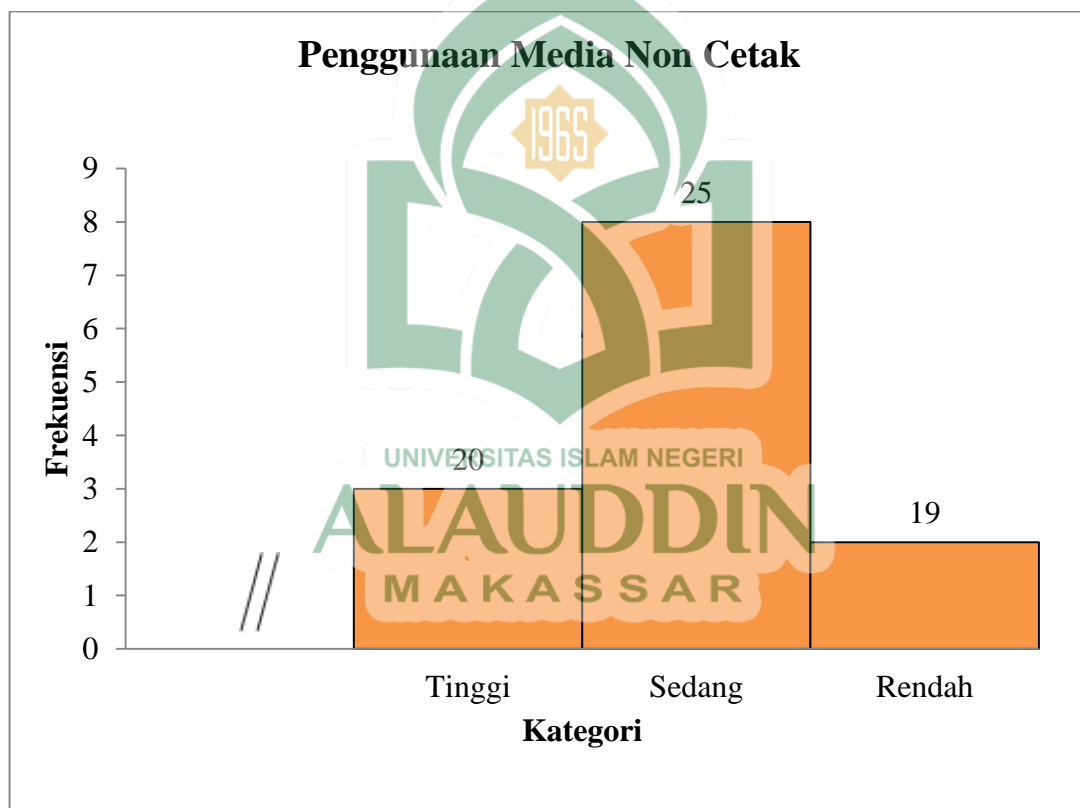 Penggunaan Media Non Cetak
1965
9
8
7
6
5
4
3
2
1
0
Frekuensi
20
25
19
UNIVERSITAS ISLAM NEGERI
ALAUDDIN
MAKASSAR
Tinggi Sedang Rendah
Kategori